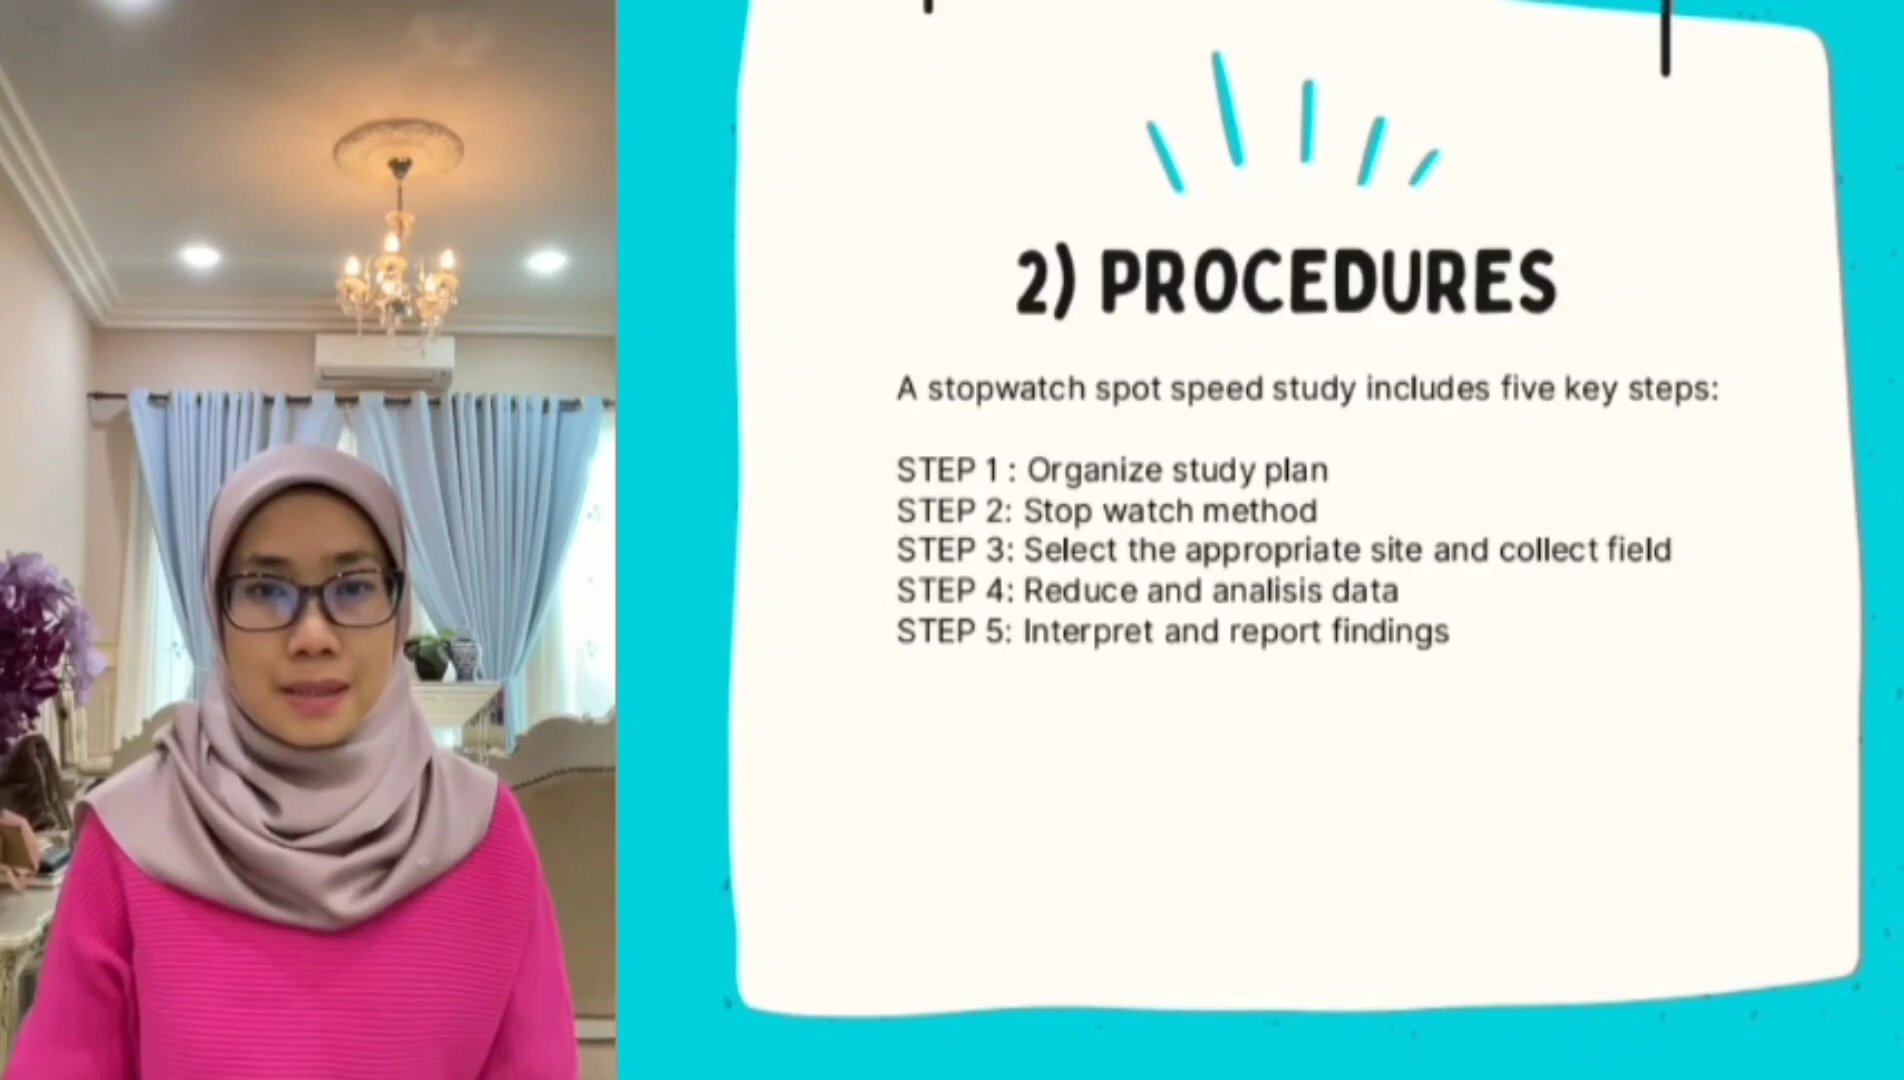 2) PROCEDURES
A stopwatch spot speed study includes five key steps:
STEP 1 : Organize study plan
STEP 2: Stop watch method
STEP 3: Select the appropriate site and collect field
STEP 4: Reduce and analisis data
STEP 5: Interpret and report findings